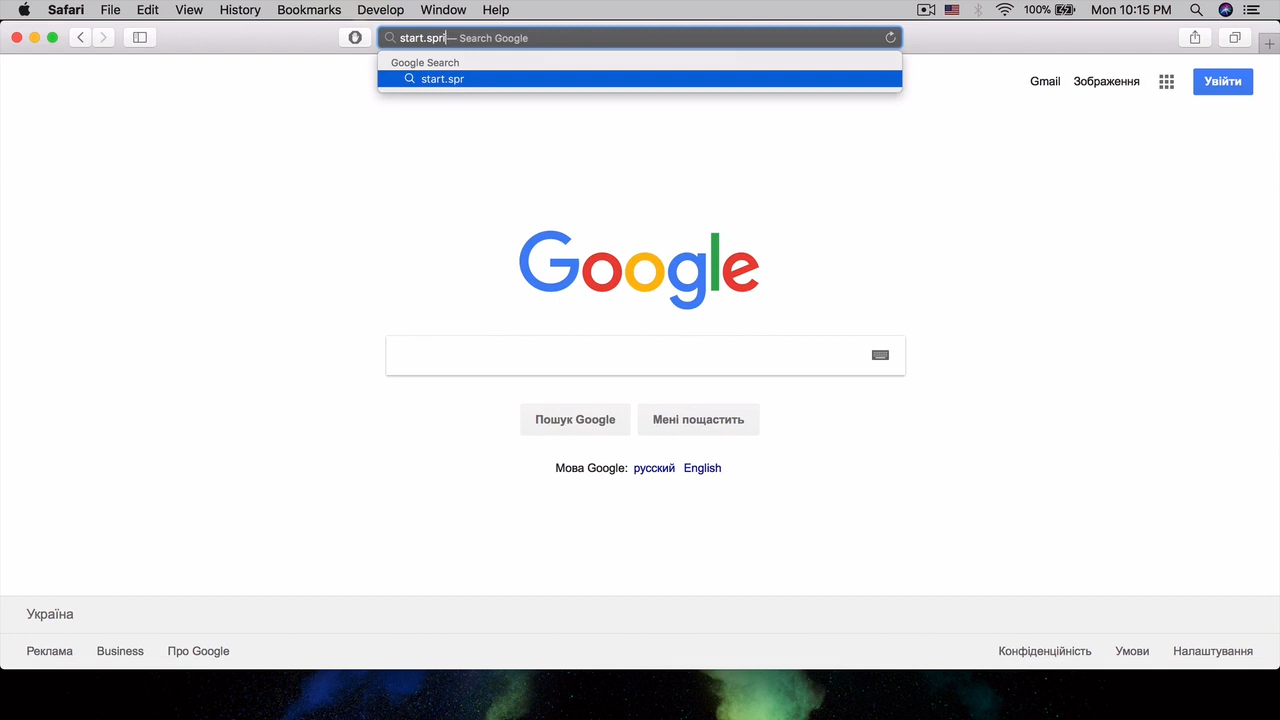 Safari File Edit View History Bookmarks Develop Window Help 100% Mon 10:15 PM
start.spri — Search Google
Google Search
start.spr
Gmail Зображення Увійти
Google
Пошук Google Мені пощастить
Мова Google: русский English
Україна
Реклама Business Про Google Конфіденційність Умови Налаштування